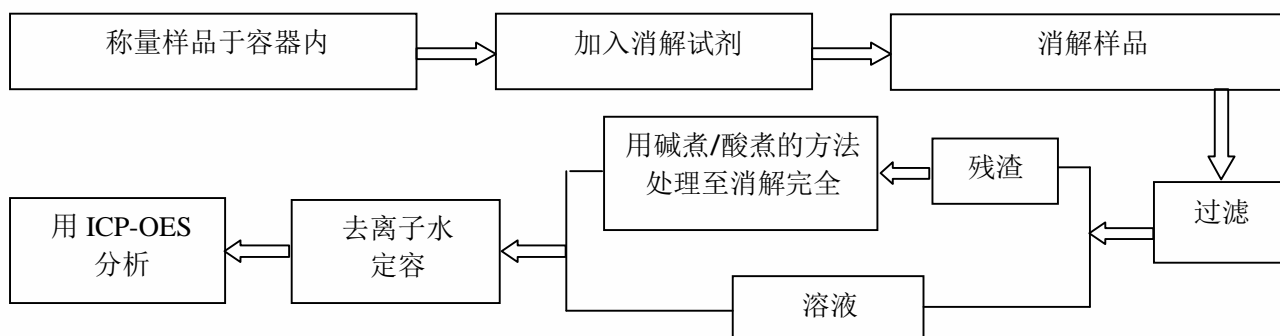 称量样品于容器内
加入消解试剂
消解样品
用碱煮/酸煮的方法
处理至消解完全
残渣
过滤
用 ICP-OES
分析
去离子水
定容
溶液